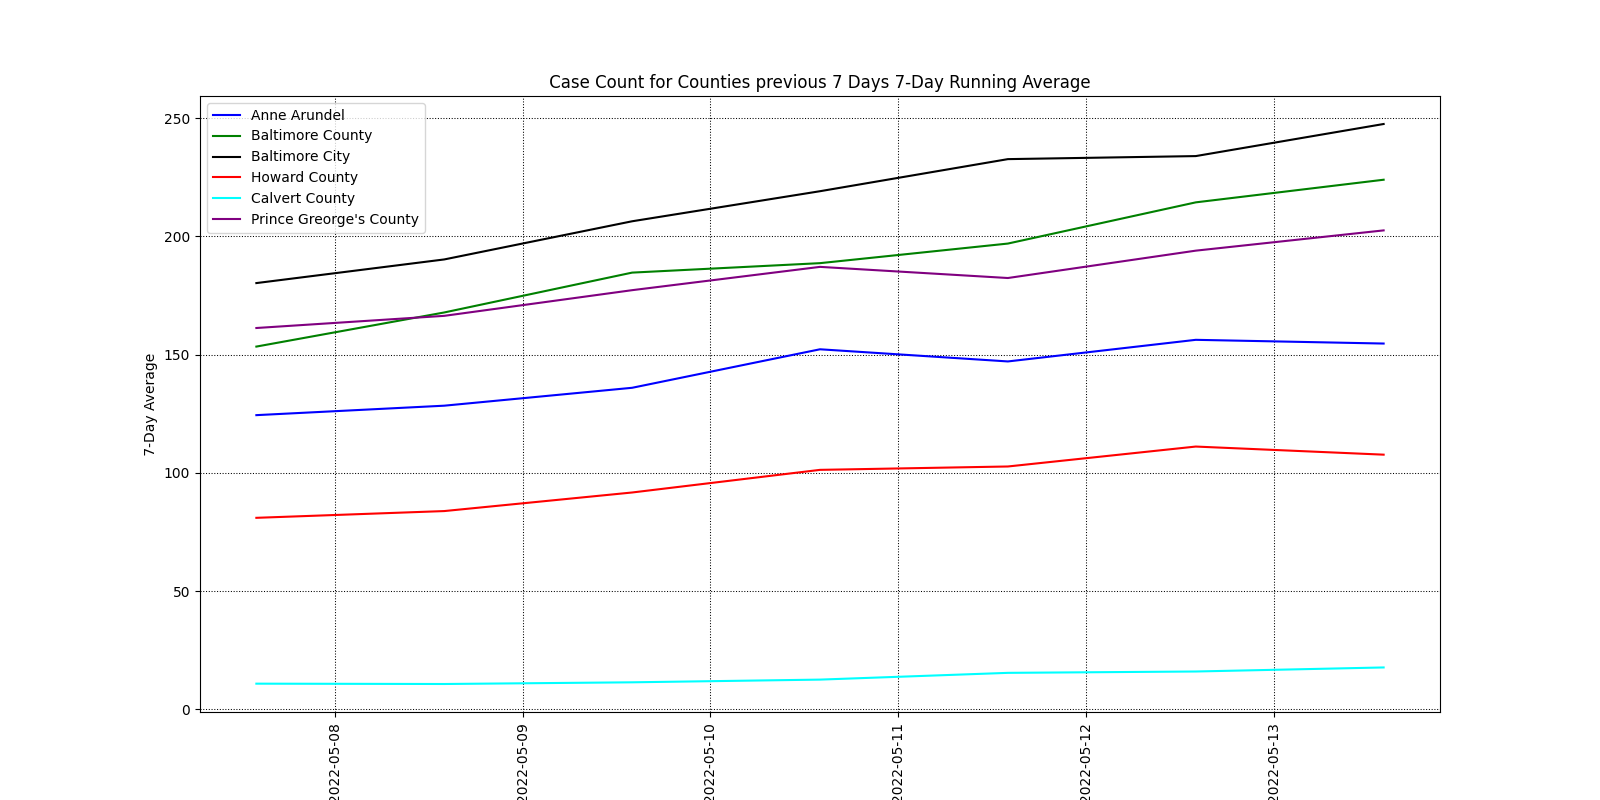 Case Count for Counties previous 7 Days 7-Day Running Average
Anne Arundel
Baltimore County
Baltimore City
Howard County
Calvert County
Prince Greorge's County
7-Day Average
250
200
150
100
50
0
2022-05-08
2022-05-09
2022-05-10
2022-05-11
2022-05-12
2022-05-13